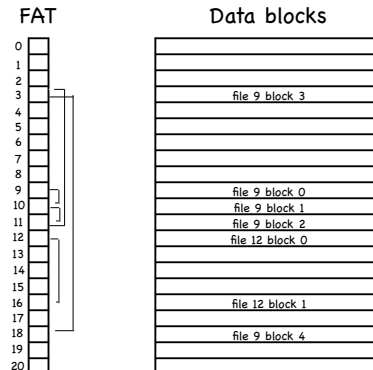 FAT
Data blocks
0
1
2
3
file 9 block 3
4
5
6
7
8
9
file 9 block 0
10
file 9 block 1
11
file 9 block 2
12
file 12 block 0
13
14
15
16
file 12 block 1
17
18
file 9 block 4
19
20